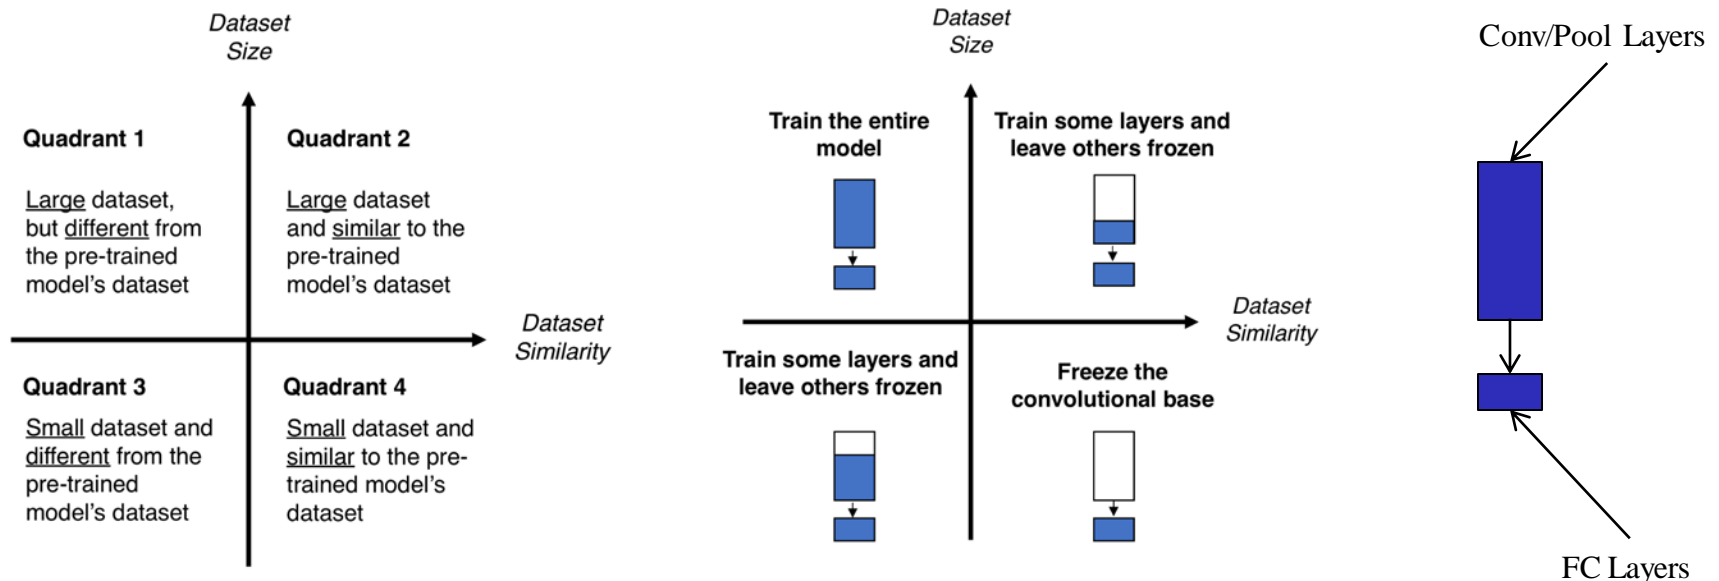 Dataset
Size
Quadrant 1
Large dataset,
but different from
the pre-trained
model's dataset
Quadrant 2
Large dataset
and similar to the
pre-trained
model's dataset
Dataset
Similarity
Quadrant 3
Small dataset and
different from the
pre-trained
model's dataset
Quadrant 4
Small dataset and
similar to the pre-
trained model's
dataset
Dataset
Size
Train the entire
model
Train some layers and
leave others frozen
Dataset
Similarity
Train some layers and
leave others frozen
Freeze the
convolutional base
Conv/Pool Layers
FC Layers